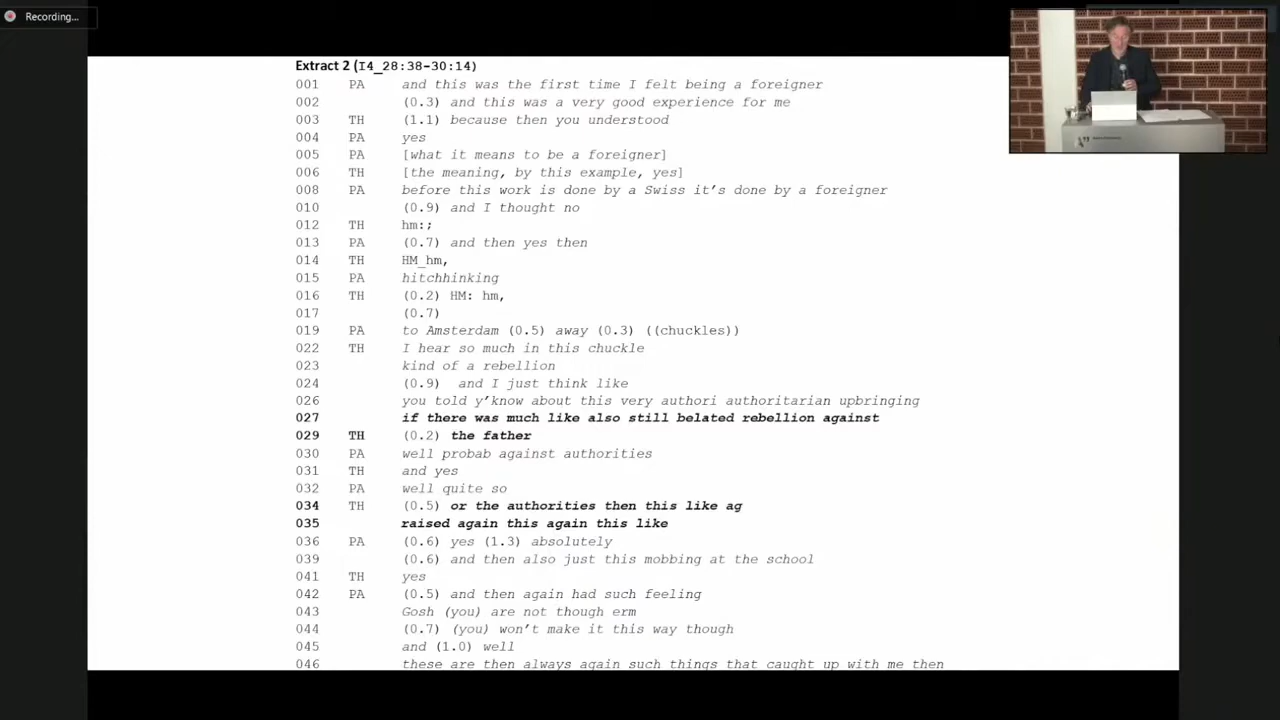 Recording...
Extract 2 (I4_28:38-30:14)
001 PA and this was the first time I felt being a foreigner
002 (0.3) and this was a very good experience for me
003 TH (1.1) because then you understood
004 PA yes
005 PA [what it means to be a foreigner]
006 TH [the meaning, by this example, yes]
008 PA before this work is done by a Swiss it's done by a foreigner
010 (0.9) and I thought no
012 TH hm:;
013 PA (0.7) and then yes then
014 TH HM_hm,
015 PA hitchhinking
016 TH (0.2) HM: hm,
017 (0.7)
019 PA to Amsterdam (0.5) away (0.3) ((chuckles))
022 TH I hear so much in this chuckle
023 kind of a rebellion
024 (0.9) and I just think like
026 you told y'know about this very authori authoritarian upbringing
027 if there was much like also still belated rebellion against
029 TH (0.2) the father
030 PA well probab against authorities
031 TH and yes
032 PA well quite so
034 TH (0.5) or the authorities then this like ag
035 raised again this again this like
036 PA (0.6) yes (1.3) absolutely
039 (0.6) and then also just this mobbing at the school
041 TH yes
042 PA (0.5) and then again had such feeling
043 Gosh (you) are not though erm
044 (0.7) (you) won't make it this way though
045 and (1.0) well
046 these are then always again such things that caught up with me then